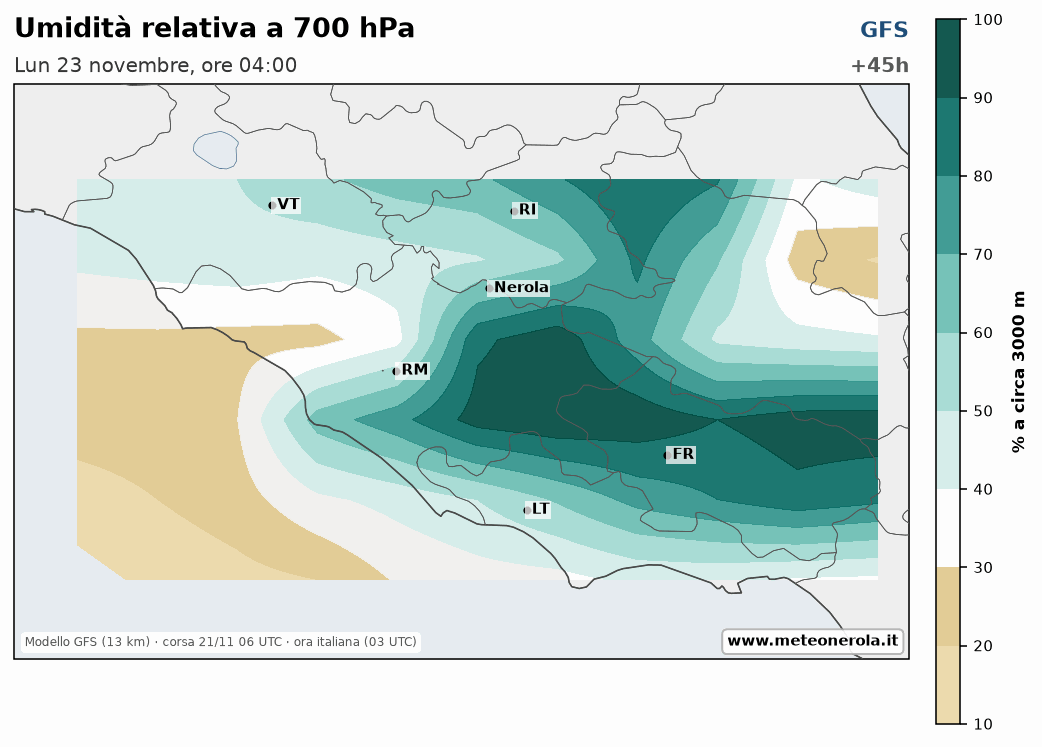 Umidità relativa a 700 hPa
GFS
Lun 23 novembre, ore 04:00
+45h
VT
RI
Nerola
RM
FR
LT
Modello GFS (13 km) · corsa 21/11 06 UTC · ora italiana (03 UTC)
www.meteonerola.it
100
90
80
70
60
50
40
30
20
10
% a circa 3000 m